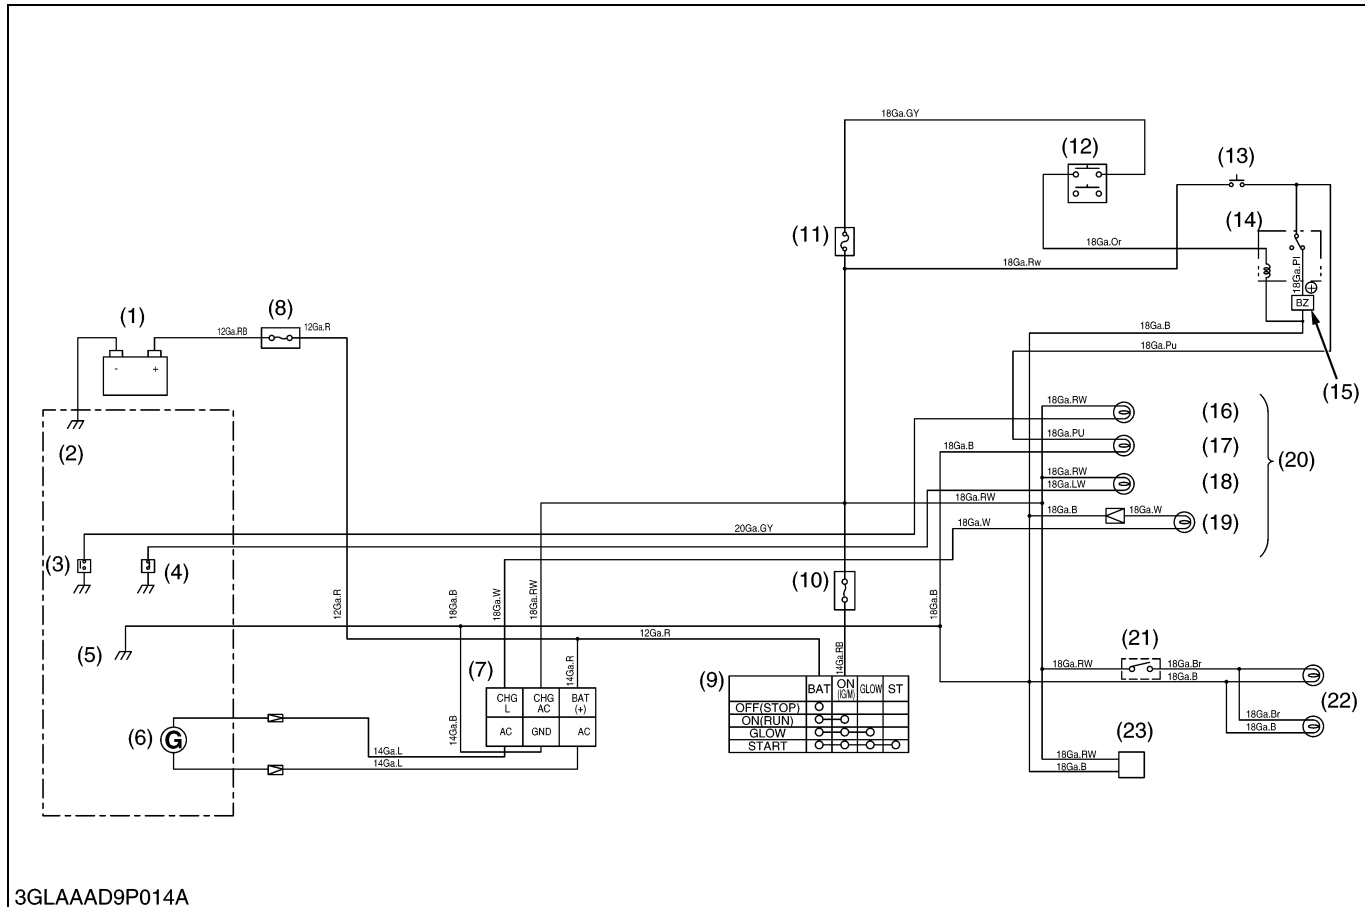 18Ga.GY
(12)
(13)
(11)
(14)
18Ga.Or
18Ga.Rw
18Ga.Pl
BZ
(1)
(8)
12Ga.RB
12Ga.R
18Ga.B
18Ga.Pu
- +
(15)
18Ga.RW
(16)
(2)
18Ga.PU
(17)
18Ga.B
(20)
18Ga.RW
(18)
18Ga.LW
18Ga.RW
18Ga.B
18Ga.W
(19)
18Ga.W
20Ga.GY
(3)
(4)
(10)
12Ga.R
18Ga.B
18Ga.W
18Ga.RW
18Ga.B
12Ga.R
(5)
(21)
14Ga.R
14Ga.RB
18Ga.RW
18Ga.Br
18Ga.B
(7)
(9)
CHG L
CHG AC
BAT (+)
AC
GND
AC
BAT
ON (IG/M)
GLOW
ST
OFF(STOP)
ON(RUN)
GLOW
START
(22)
18Ga.Br
18Ga.B
(6)
G
14Ga.B
14Ga.L
14Ga.L
(23)
18Ga.RW
18Ga.B
3GLAAAD9P014A